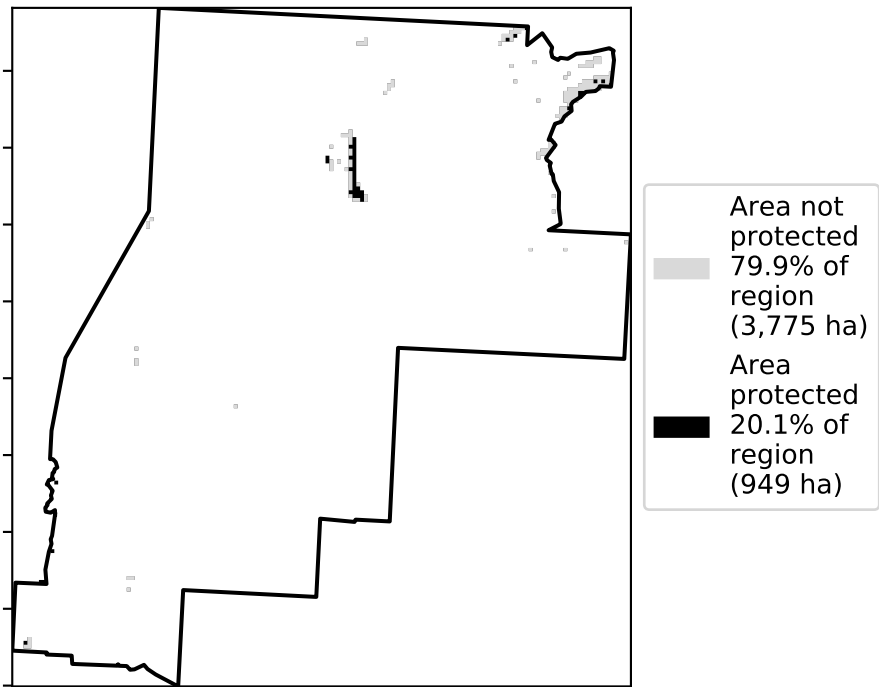 Area not
protected
79.9% of
region
(3,775 ha)
Area
protected
20.1% of
region
(949 ha)